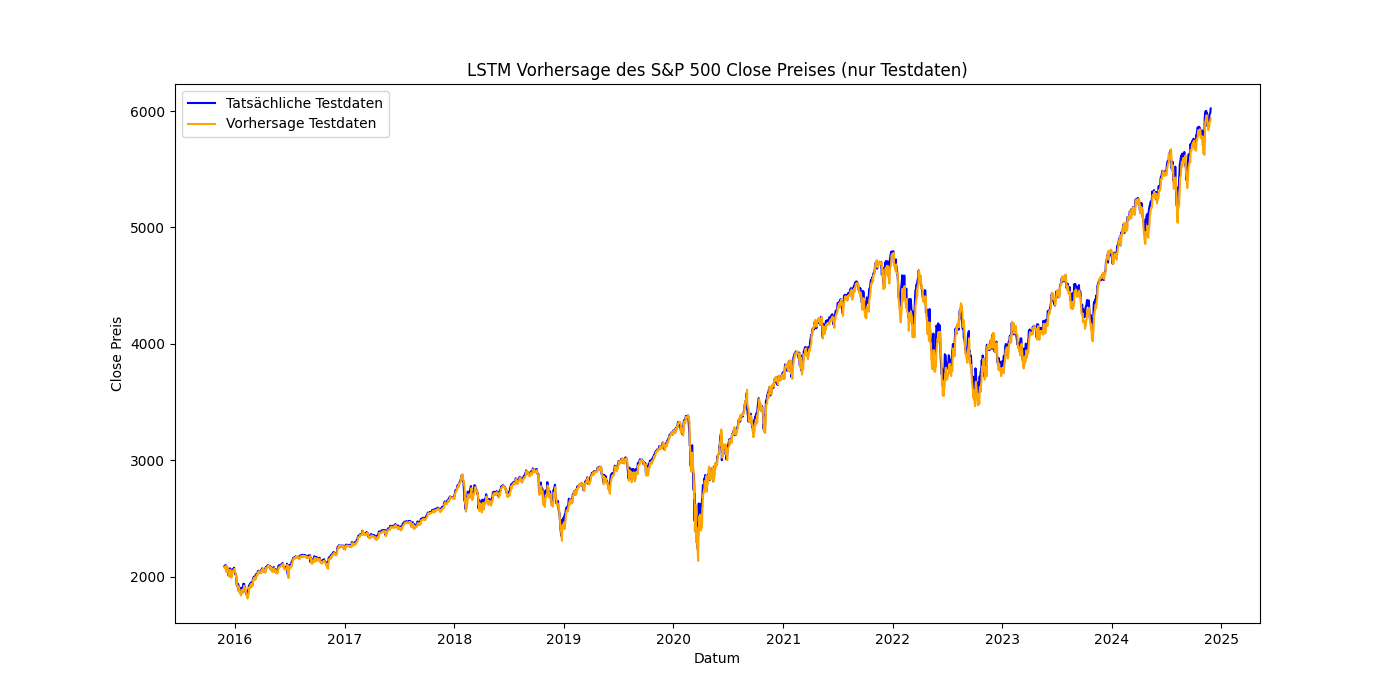 LSTM Vorhersage des S&P 500 Close Preises (nur Testdaten)
Tatsächliche Testdaten
Vorhersage Testdaten
6000
5000
4000
3000
2000
Close Preis
2016 2017 2018 2019 2020 2021 2022 2023 2024 2025
Datum